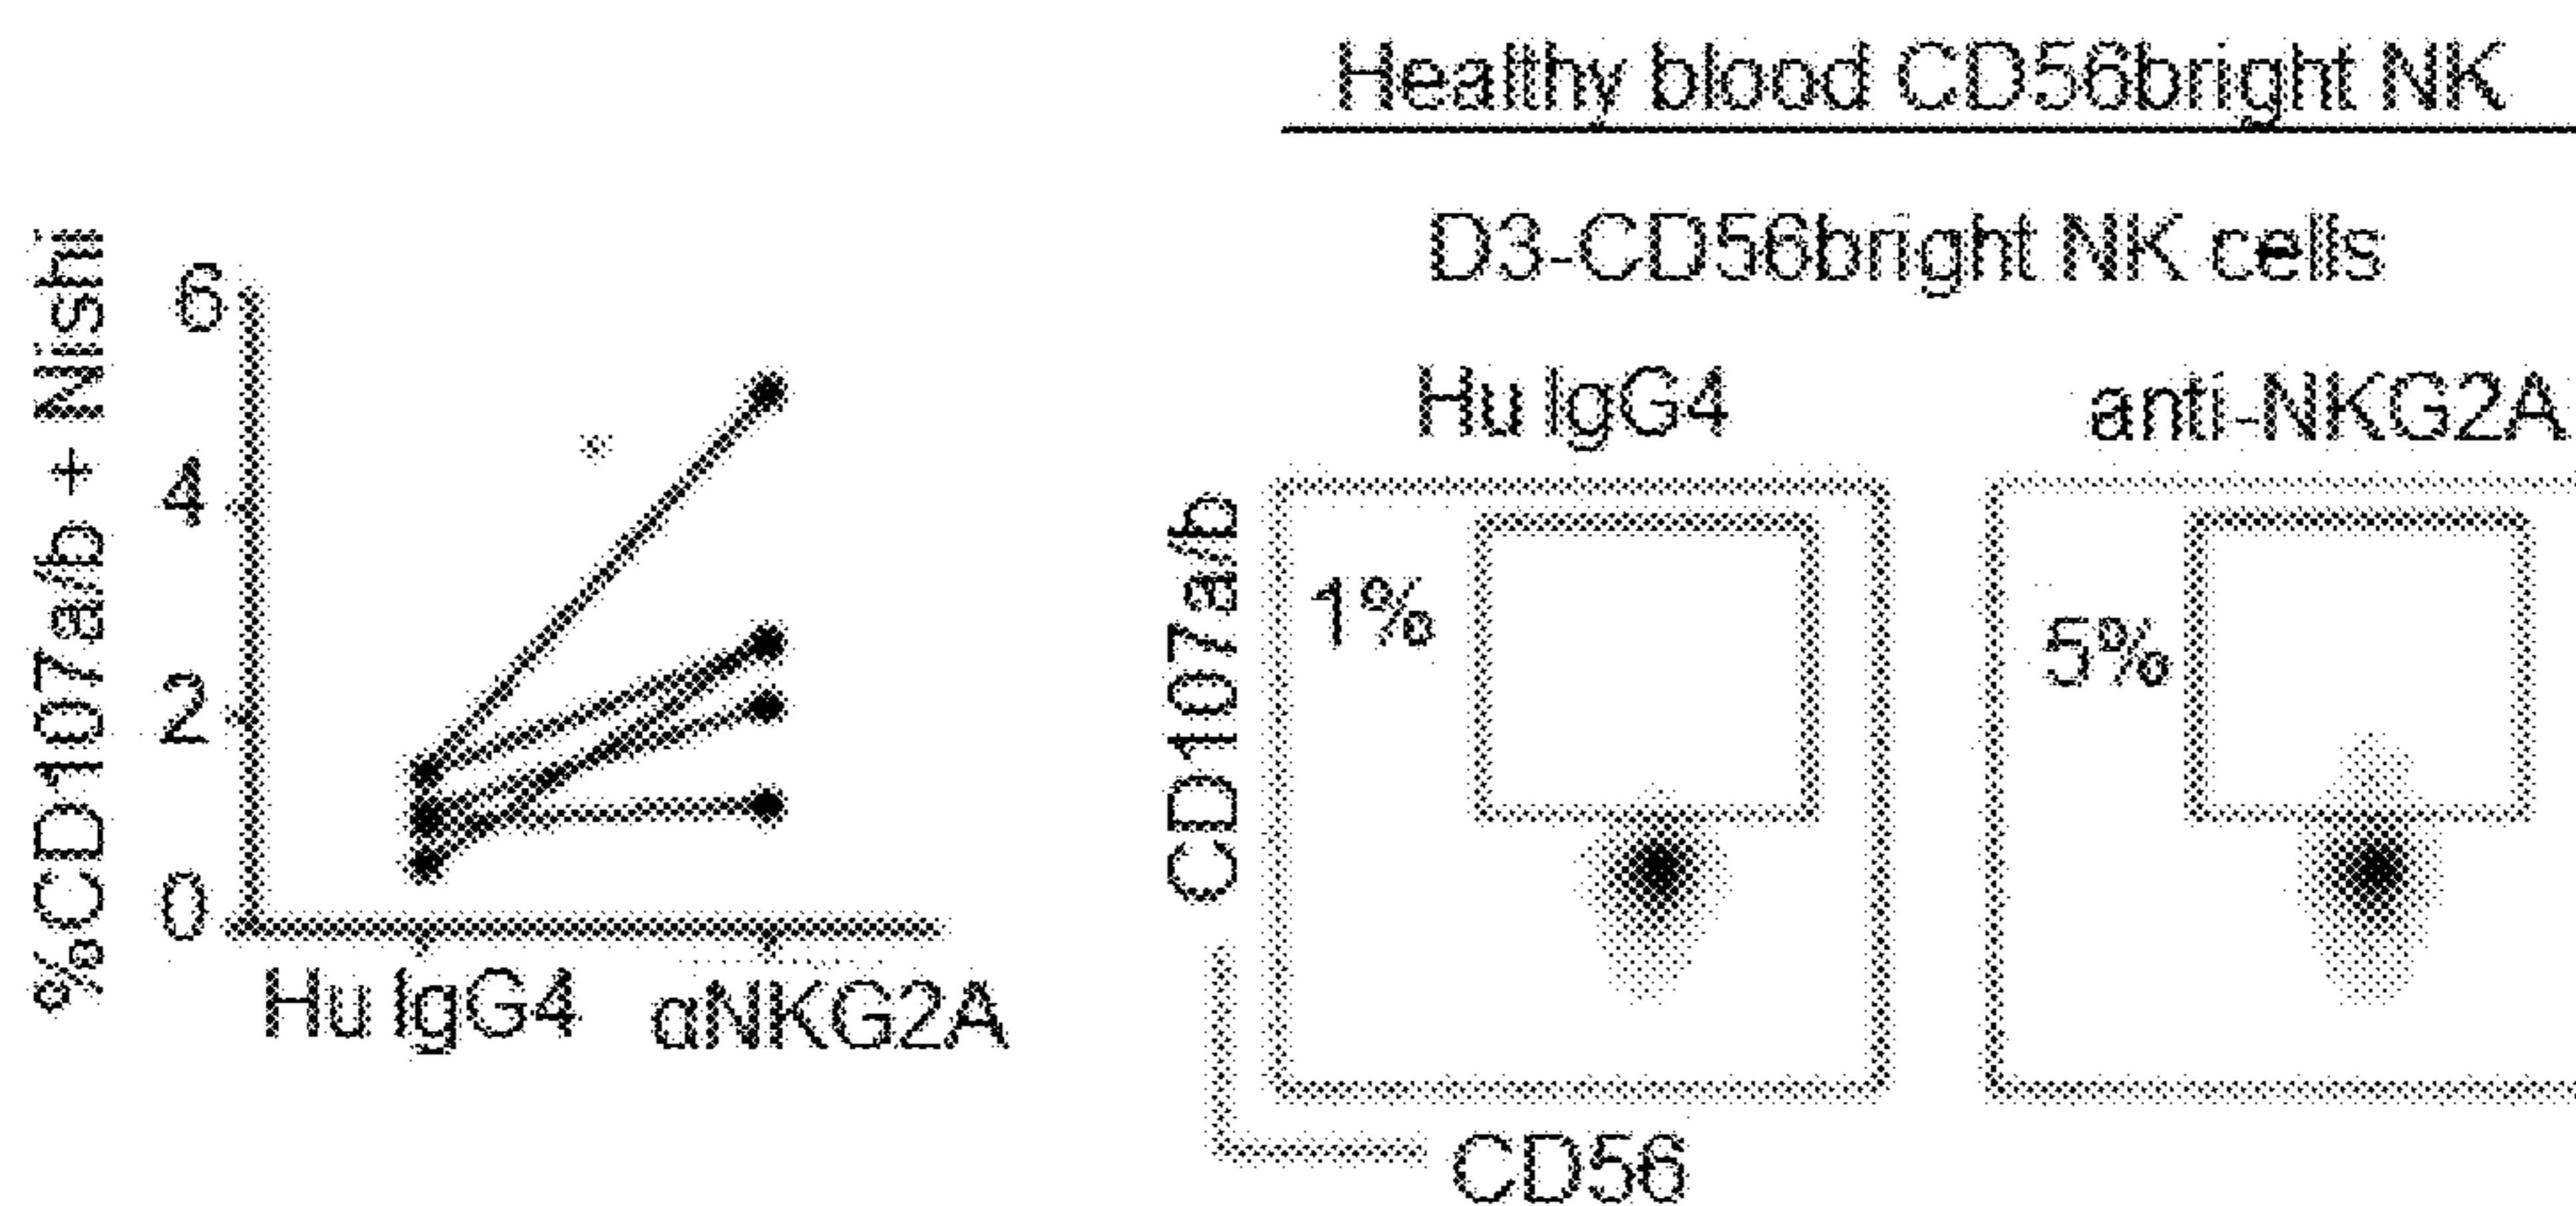 Healthy blood CD56bright NK
D3-CD56bright NK cells
%CD107a/b + Nishi
6
4
2
0
*
Hu IgG4
αNKG2A
Hu IgG4
anti-NKG2A
CD107a/b
1%
5%
CD56